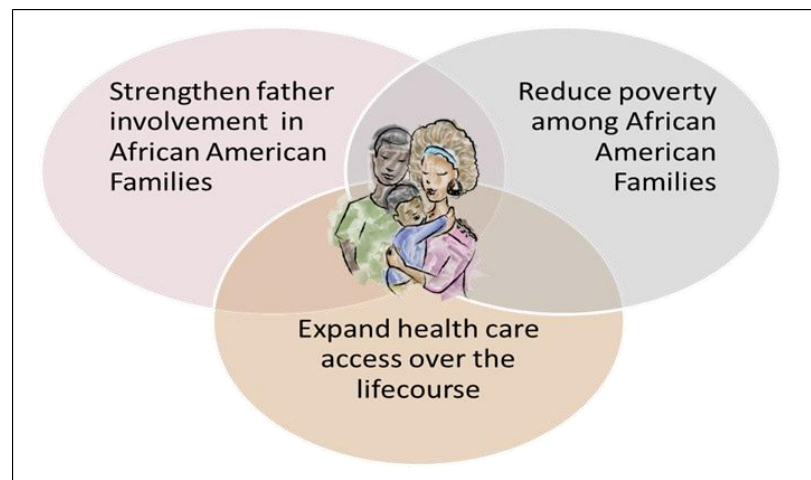 Strengthen father
involvement in
African American
Families
Reduce poverty
among African
American
Families
Expand health care
access over the
lifecourse